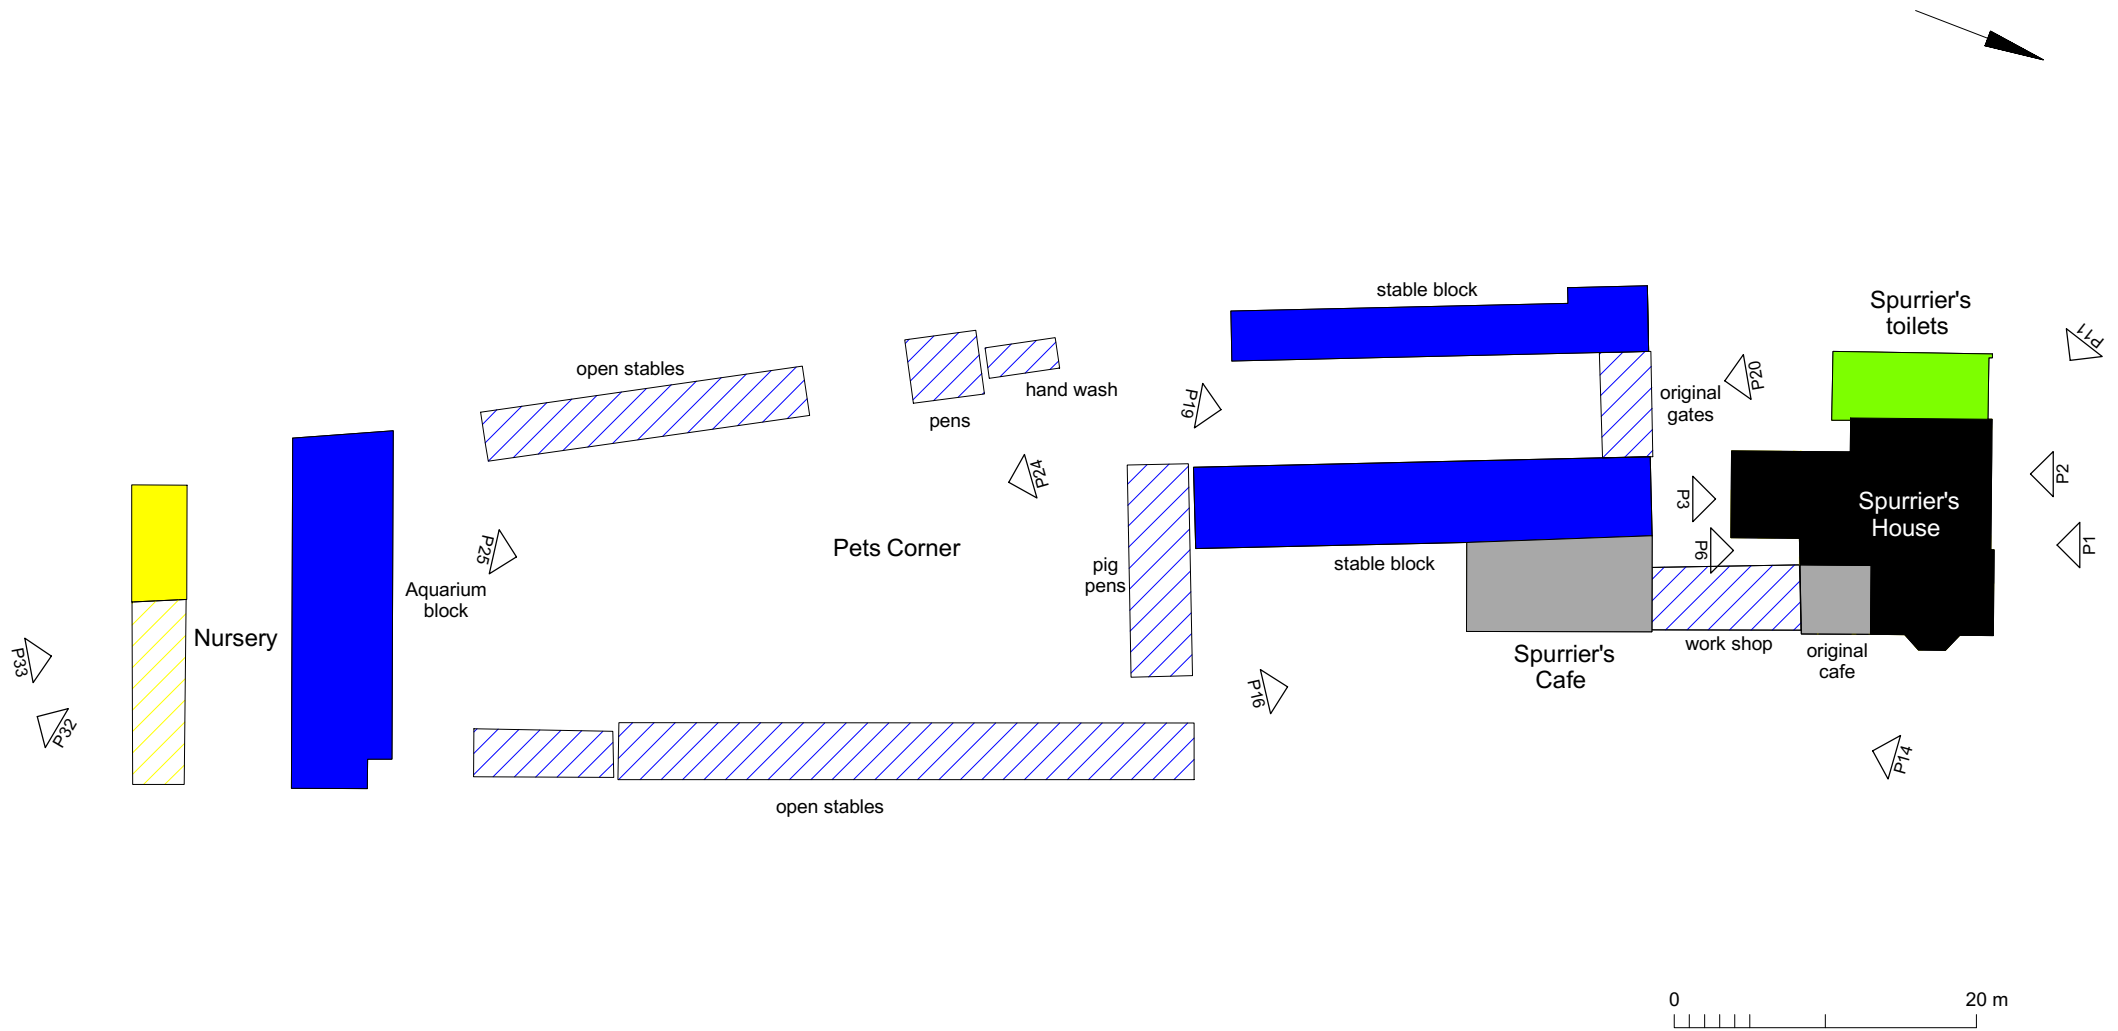 P11
stable block
Spurrier's
toilets
open stables
P20
hand wash
original
gates
P19
pens
P2
P24
P3
Spurrier's
House
P1
Pets Corner
P25
P6
stable block
pig
pens
Aquarium
block
Nursery
work shop
original
cafe
Spurrier's
Cafe
P33
P16
P32
P14
open stables
0
20 m